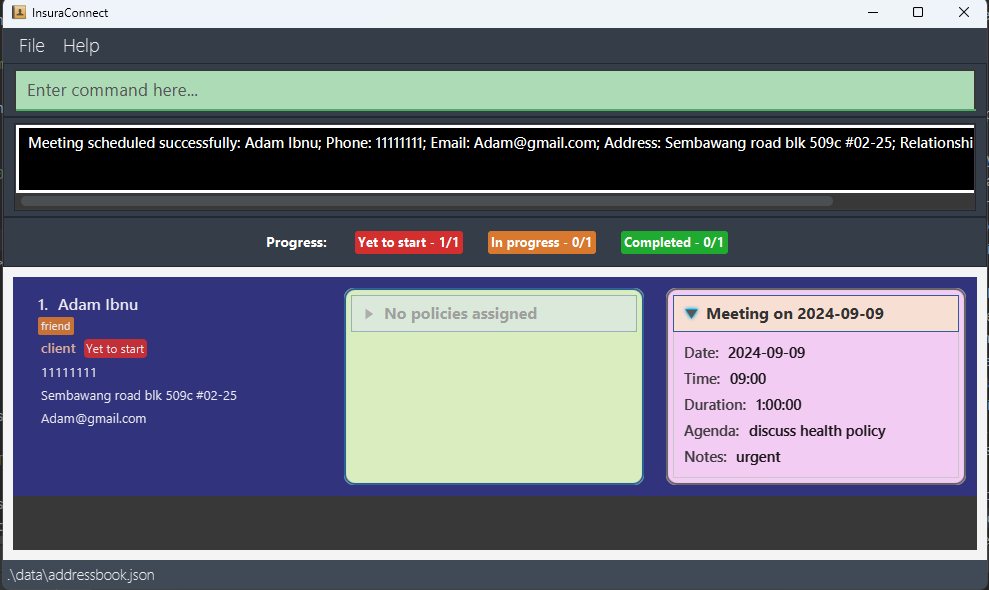 InsuraConnect
File Help
Enter command here...
Meeting scheduled successfully: Adam Ibnu; Phone: 11111111; Email: Adam@gmail.com; Address: Sembawang road blk 509c #02-25; Relationshi
Progress: Yet to start - 1/1 In progress - 0/1 Completed - 0/1
1. Adam Ibnu
friend
client Yet to start
11111111
Sembawang road blk 509c #02-25
Adam@gmail.com
No policies assigned
Meeting on 2024-09-09
Date: 2024-09-09
Time: 09:00
Duration: 1:00:00
Agenda: discuss health policy
Notes: urgent
.\data\addressbook.json